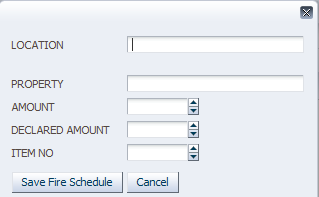 LOCATION
PROPERTY
AMOUNT
DECLARED AMOUNT
ITEM NO
Save Fire Schedule Cancel